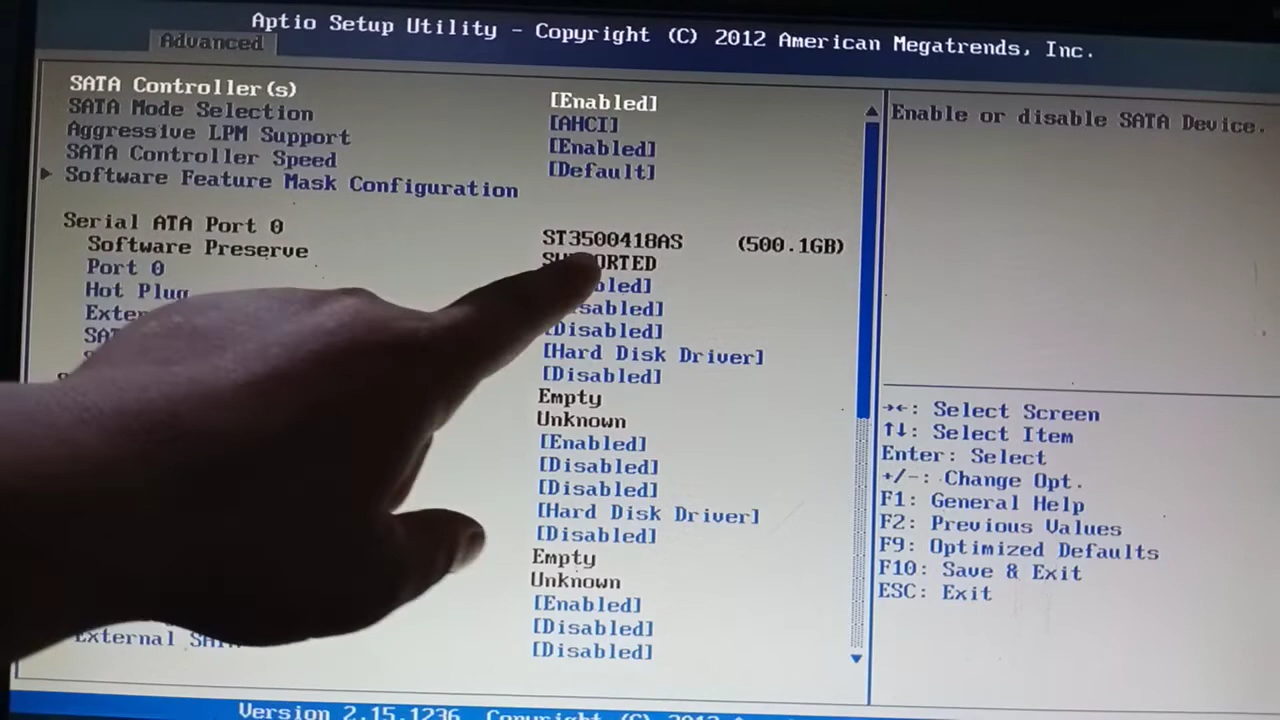 Aptio Setup Utility - Copyright (C) 2012 American Megatrends, Inc.
Advanced
SATA Controller(s) [Enabled]
SATA Mode Selection [AHCI]
Aggressive LPM Support [Enabled]
SATA Controller Speed [Default]
Software Feature Mask Configuration
Serial ATA Port 0 ST3500418AS (500.1GB)
Software Preserve
Port 0
Hot Plug
[Disabled]
[Hard Disk Driver]
[Disabled]
Empty
Unknown
[Enabled]
[Disabled]
[Disabled]
[Hard Disk Driver]
[Disabled]
Empty
Unknown
[Enabled]
[Disabled]
External [Disabled]
Enable or disable SATA Device.
→←: Select Screen
↑↓: Select Item
Enter: Select
+/-: Change Opt.
F1: General Help
F2: Previous Values
F9: Optimized Defaults
F10: Save & Exit
ESC: Exit
Version 2.15.1236. Copyright (C) 2012